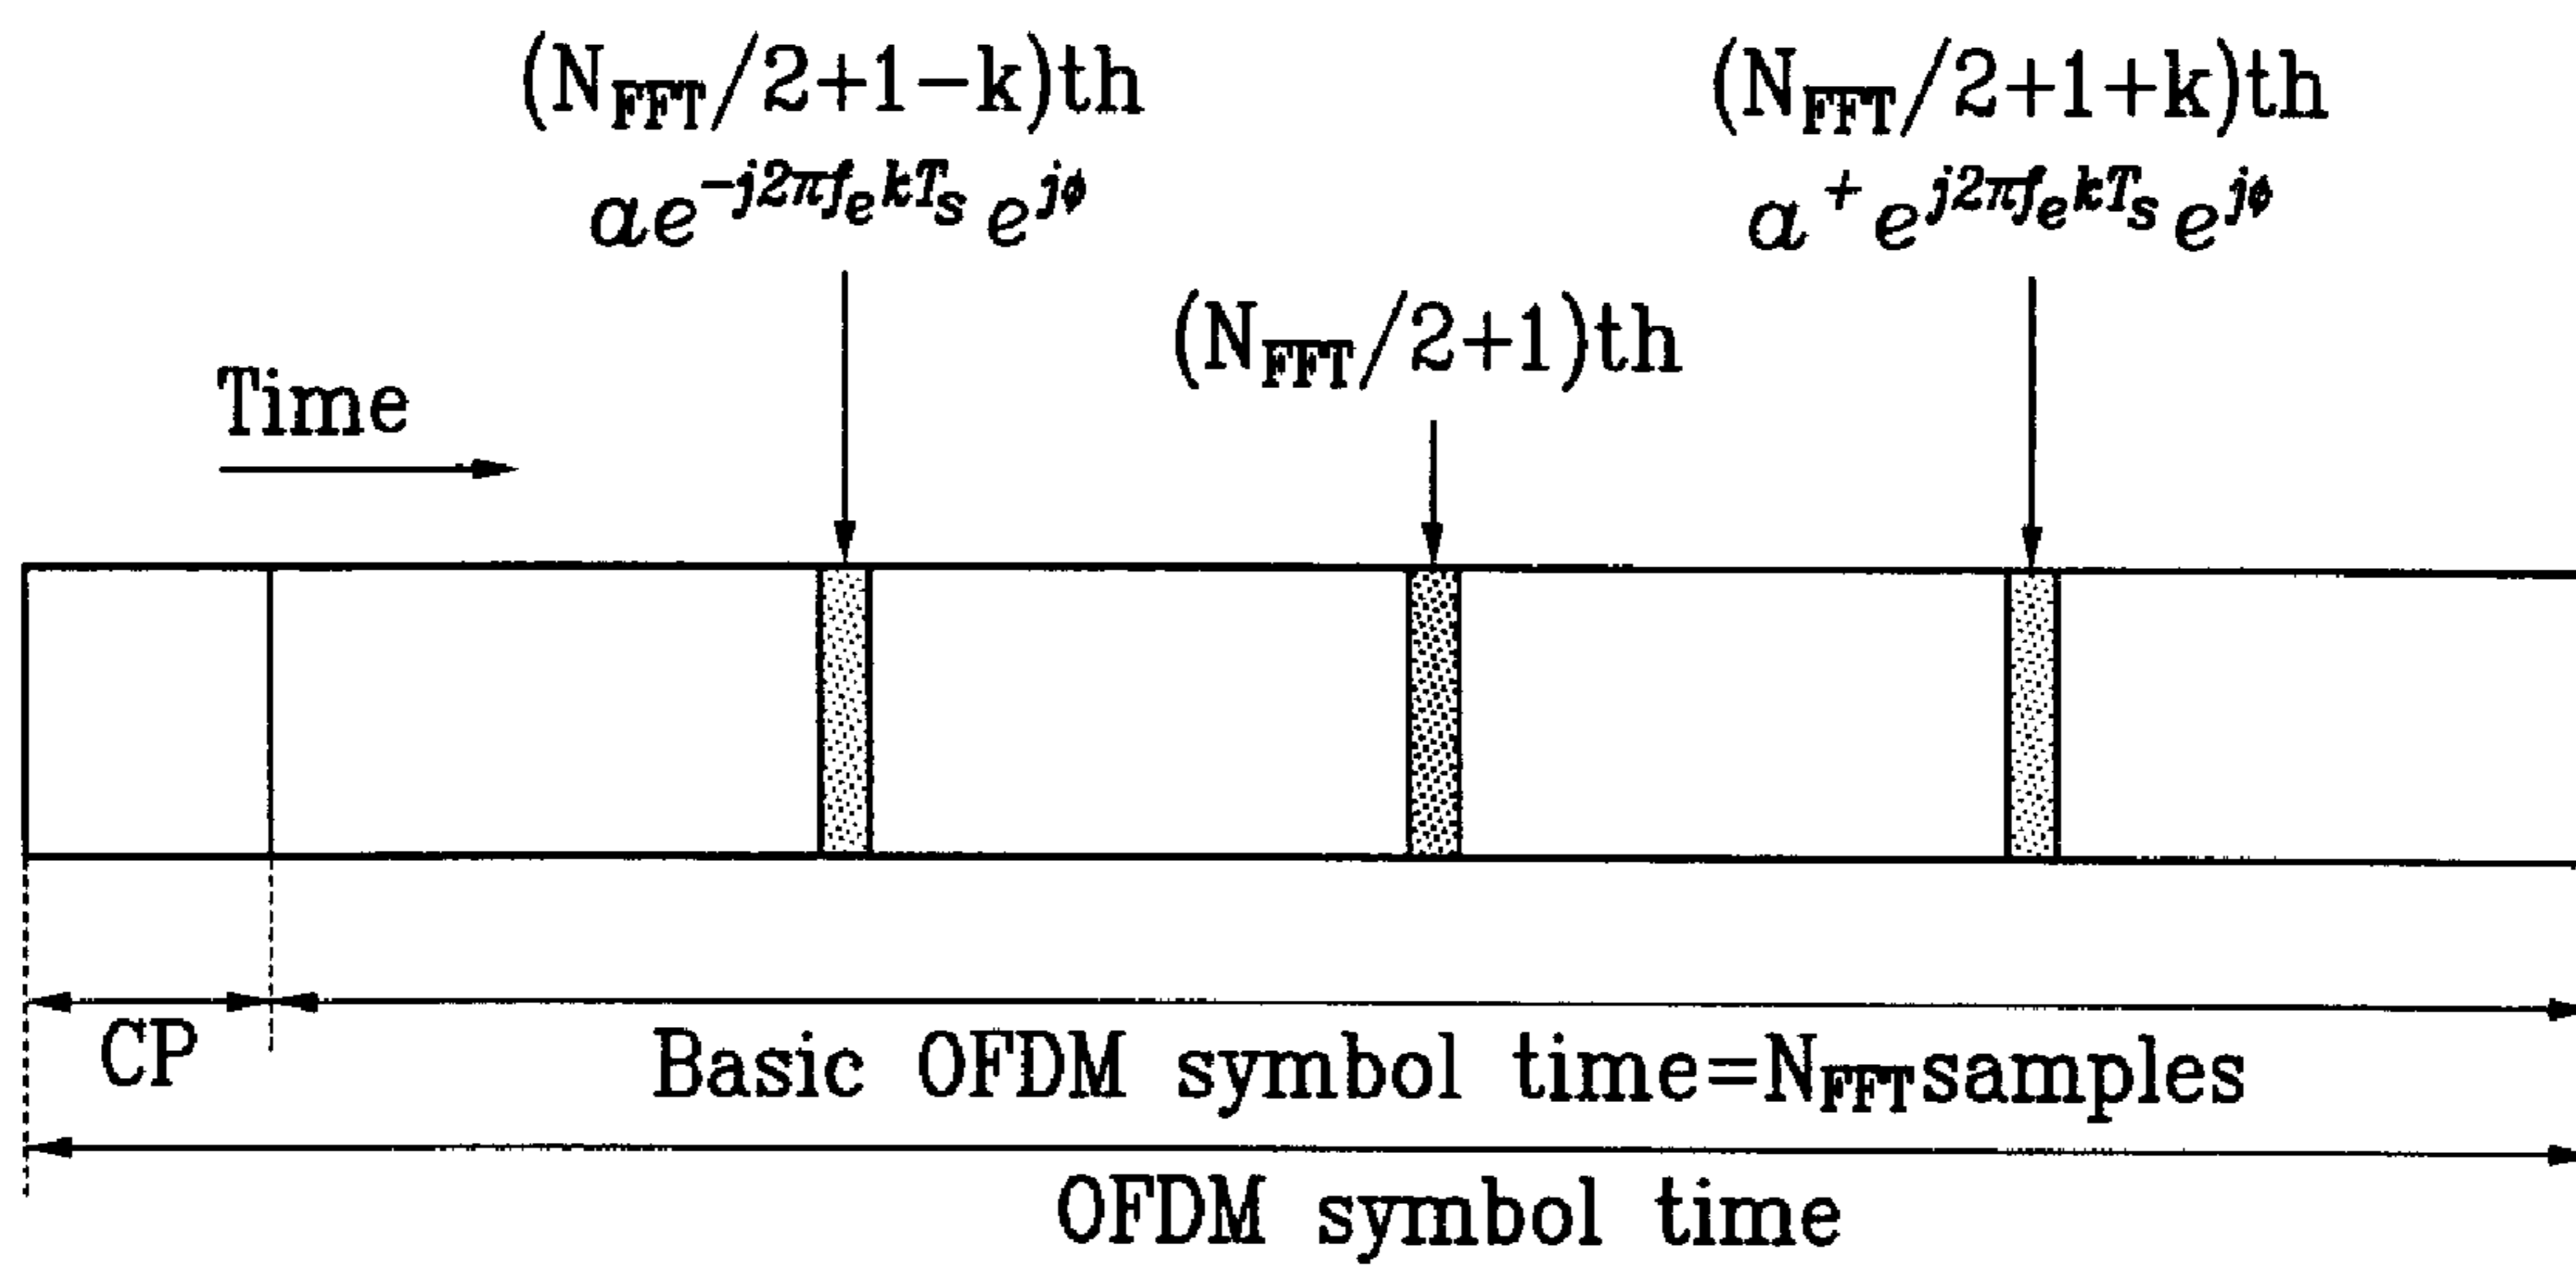 (N_FFT/2+1−k)th
ae^{−j2πf_e kT_s} e^{jϕ}
(N_FFT/2+1+k)th
a^+ e^{j2πf_e kT_s} e^{jϕ}
(N_FFT/2+1)th
Time
CP
Basic OFDM symbol time=N_FFT samples
OFDM symbol time